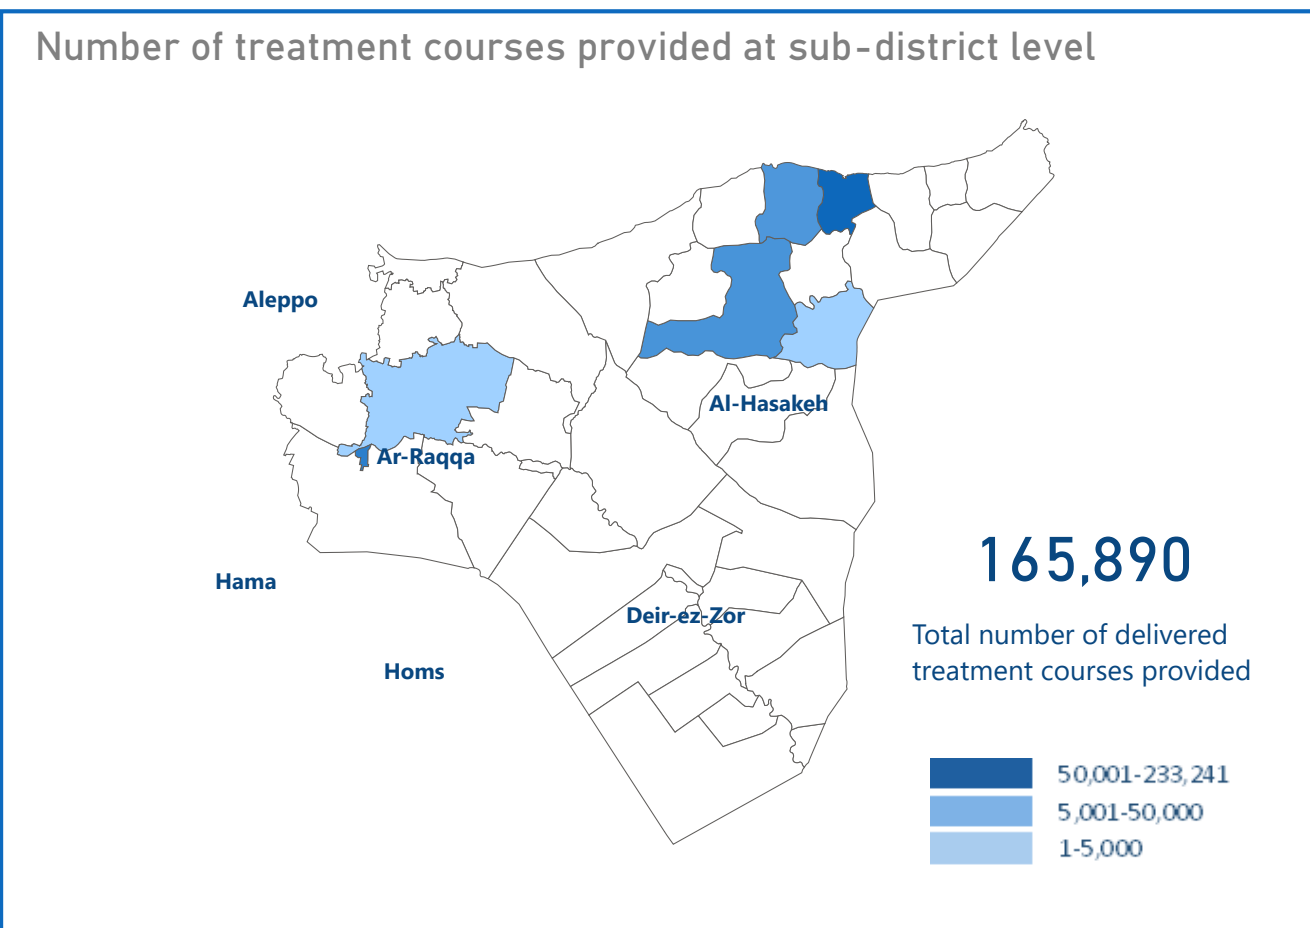 Number of treatment courses provided at sub-district level
Aleppo
Al-Hasakeh
Ar-Raqqa
165,890
Hama
Deir-ez-Zor
Total number of delivered
treatment courses provided
Homs
50,001-233,241
5,001-50,000
1-5,000